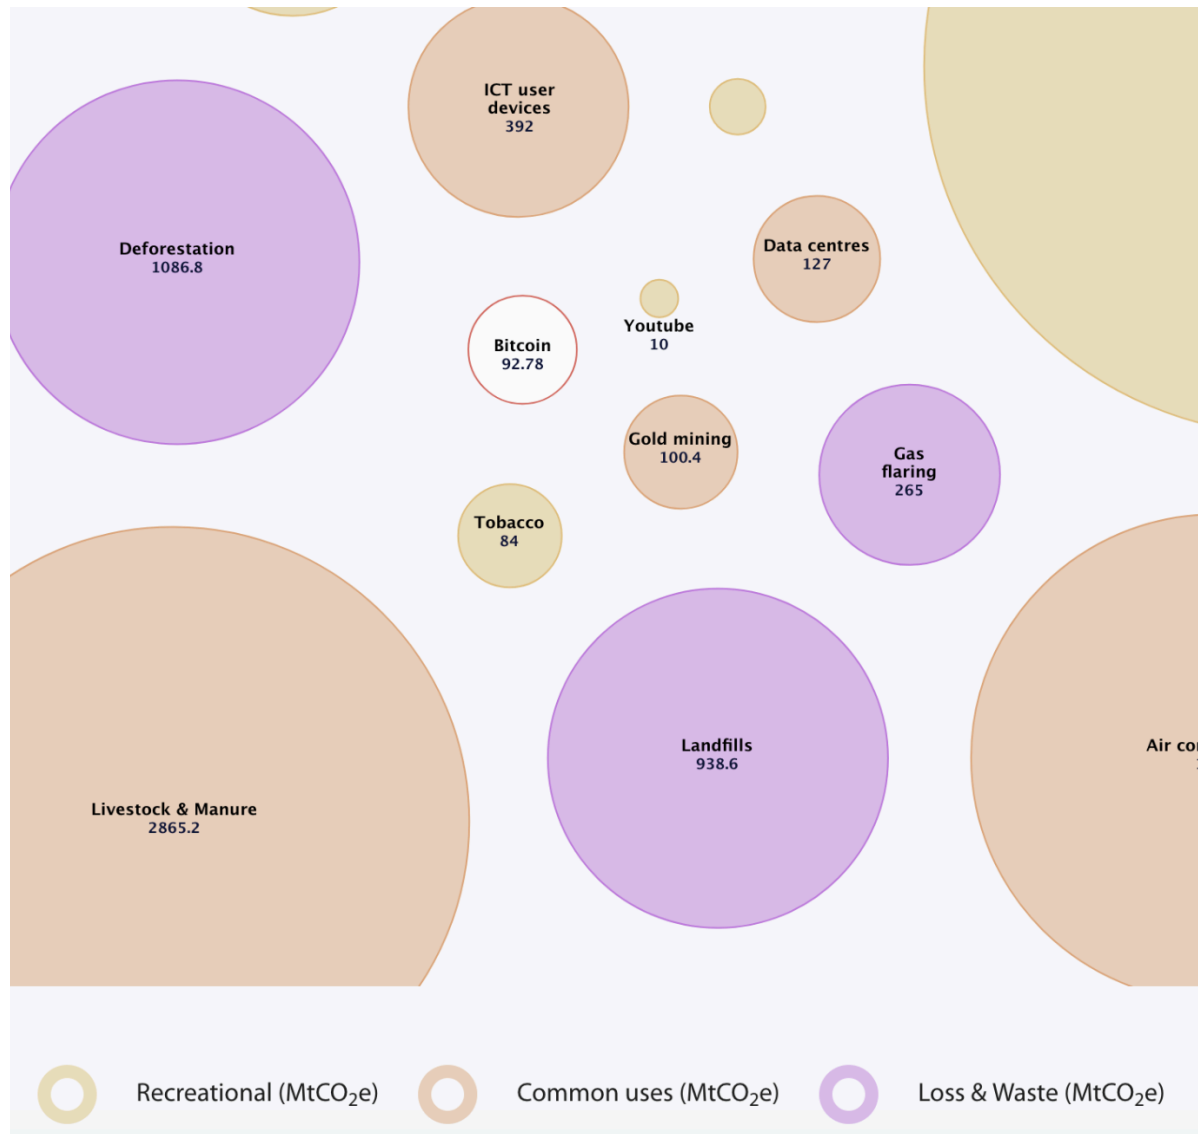 ICT user
devices
392
Data centres
127
Deforestation
1086.8
Youtube
10
Bitcoin
92.78
Gold mining
100.4
Gas
flaring
265
Tobacco
84
Landfills
938.6
Air
Livestock & Manure
2865.2
Recreational (MtCO₂e)
Common uses (MtCO₂e)
Loss & Waste (MtCO₂e)